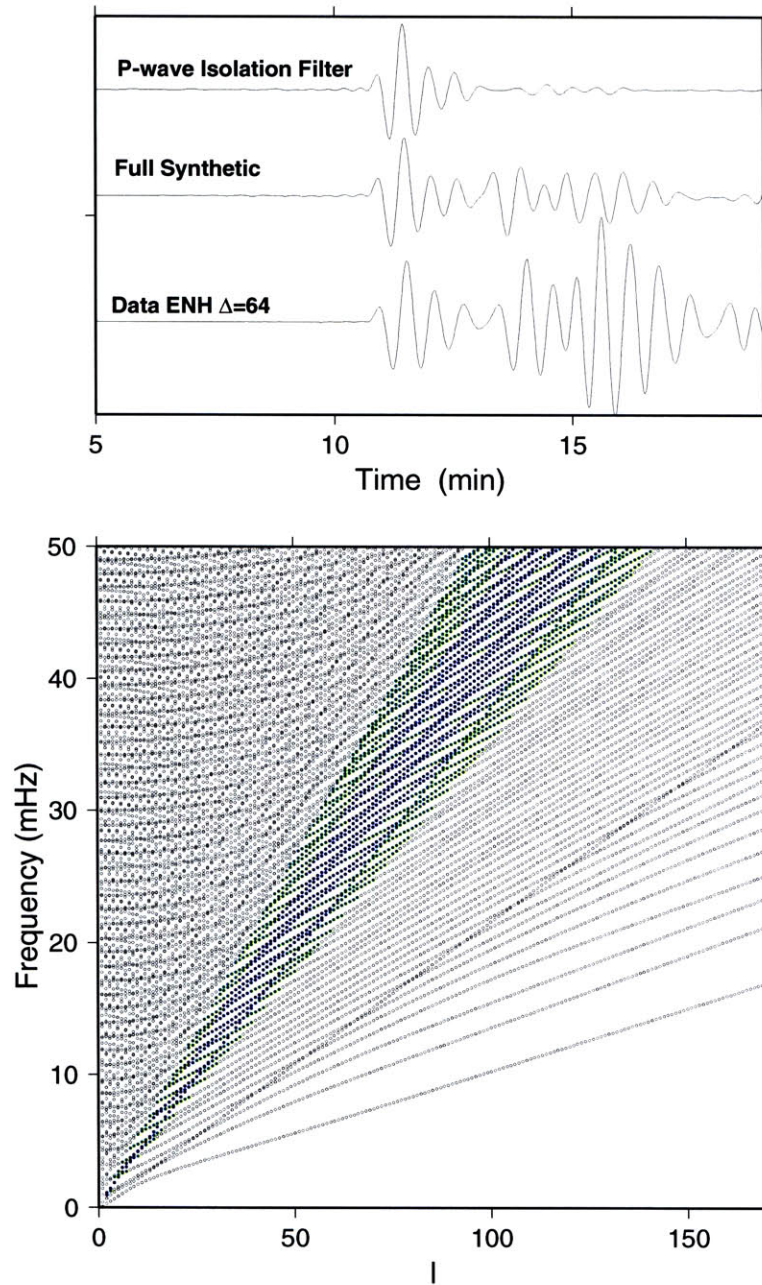 P-wave Isolation Filter
Full Synthetic
Data ENH Δ=64
5 10 15
Time (min)
50
40
30
20
10
0
Frequency (mHz)
0 50 100 150
l